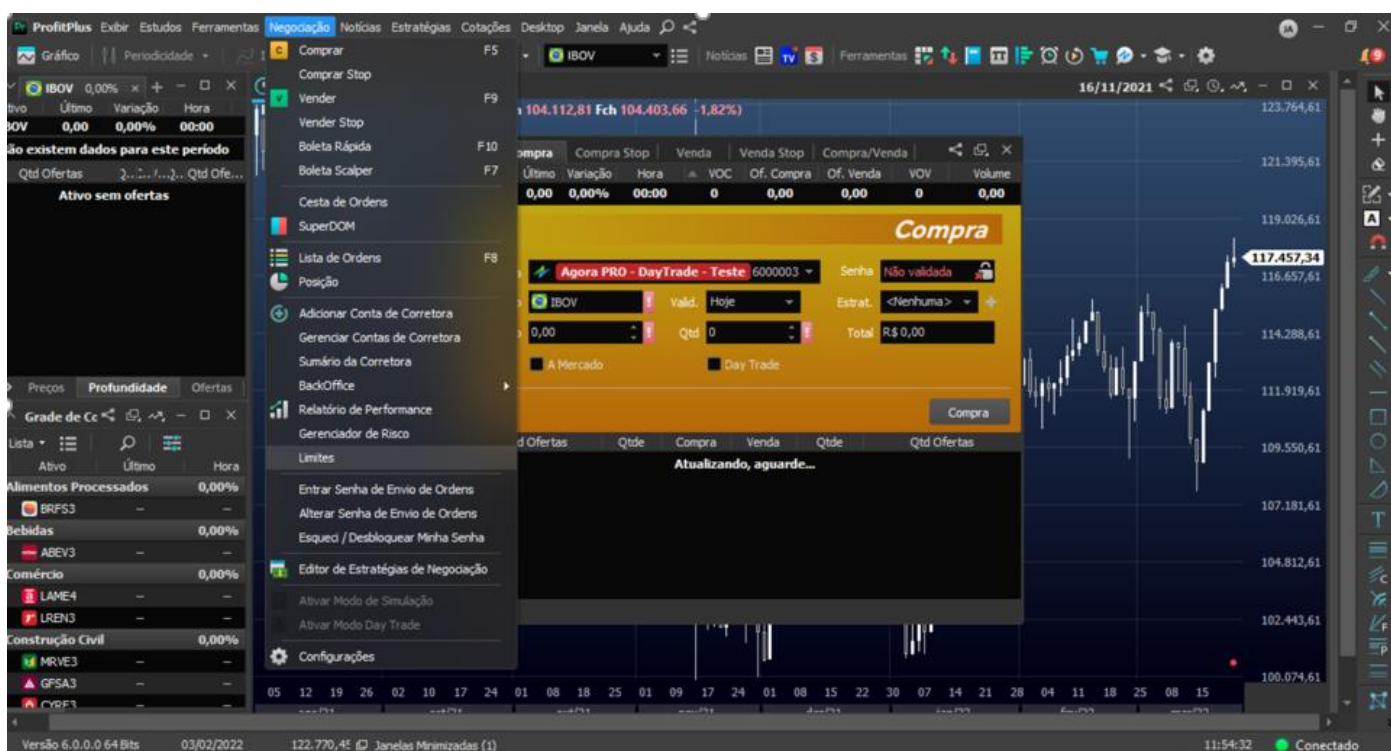 ProfitPlus Exibir Estudos Ferramentas Negociação Notícias Estratégias Cotações Desktop Janela Ajuda
Gráfico Periodicidade IBOV Notícias Ferramentas
IBOV 0,00%
16/11/2021
Último Variação Hora
0,00 0,00% 00:00
existem dados para este período
Qtd Ofertas
Ativo sem ofertas
Preços Profundidade Ofertas
Grade de
Lista
Ativo Último Hora
Alimentos Processados 0,00%
BRFS3 – –
Bebidas 0,00%
ABEV3 – –
Comércio 0,00%
LAME4 – –
LREN3 – –
Construção Civil 0,00%
MRVE3 – –
GFSA3 – –
CYRE3 – –
Comprar F5
Comprar Stop
Vender F9
Vender Stop
Boleta Rápida F10
Boleta Scalper F7
Cesta de Ordens
SuperDOM
Lista de Ordens F8
Posição
Adicionar Conta de Corretora
Gerenciar Contas de Corretora
Sumário da Corretora
BackOffice
Relatório de Performance
Gerenciador de Risco
Limites
Entrar Senha de Envio de Ordens
Alterar Senha de Envio de Ordens
Esqueci / Desbloquear Minha Senha
Editor de Estratégias de Negociação
Ativar Modo de Simulação
Ativar Modo Day Trade
Configurações
104.112,81 Fch 104.403,66 -1,82%)
Compra Stop Venda Venda Stop Compra/Venda
Último Variação Hora VOC Of. Compra Of. Venda VOV Volume
0,00 0,00% 00:00 0 0,00 0,00 0 0,00
Compra
Agora PRO - DayTrade - Teste 6000003 Senha Não validada
IBOV Valid. Hoje Estrat. <Nenhuma>
0,00 Qtd 0 Total R$ 0,00
A Mercado Day Trade
Compra
Ofertas Qtde Compra Venda Qtde Qtd Ofertas
Atualizando, aguarde...
123.764,61
121.395,61
119.026,61
117.457,34
116.657,61
114.288,61
111.919,61
109.550,61
107.181,61
104.812,61
102.443,61
100.074,61
05 12 19 26 02 10 17 24 01 08 18 25 01 09 17 24 01 08 15 22 30 07 14 21 28 04 11 18 25 08 15
Versão 6.0.0.0 64 Bits 03/02/2022 Janelas Minimizadas (1) 11:54:32 Conectado